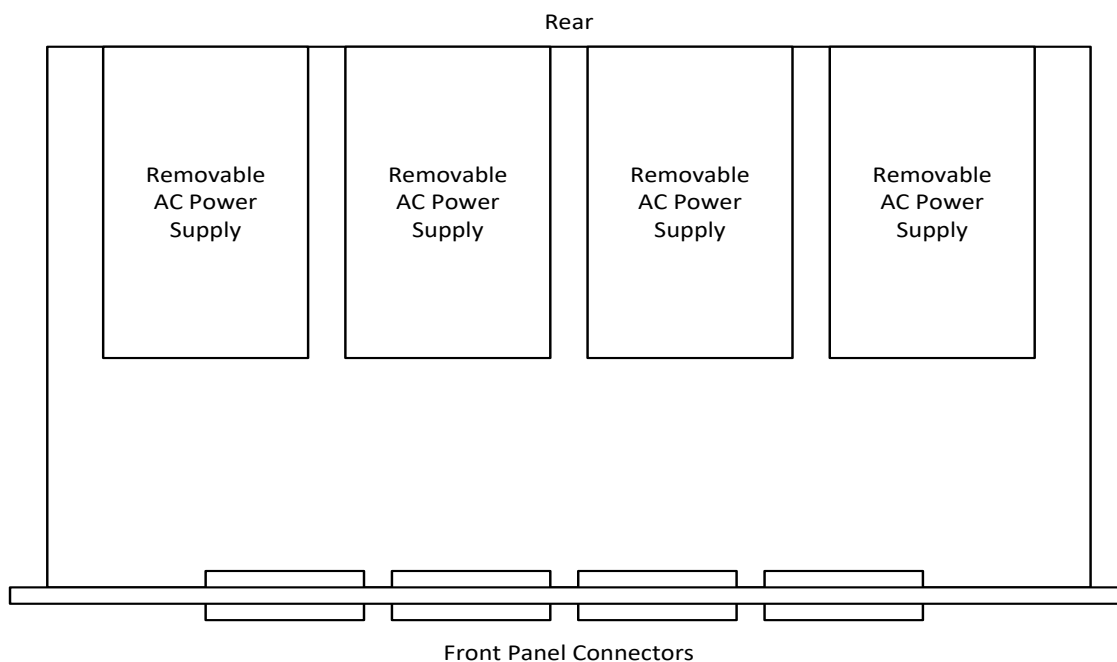 Rear
Removable
AC Power
Supply
Removable
AC Power
Supply
Removable
AC Power
Supply
Removable
AC Power
Supply
Front Panel Connectors